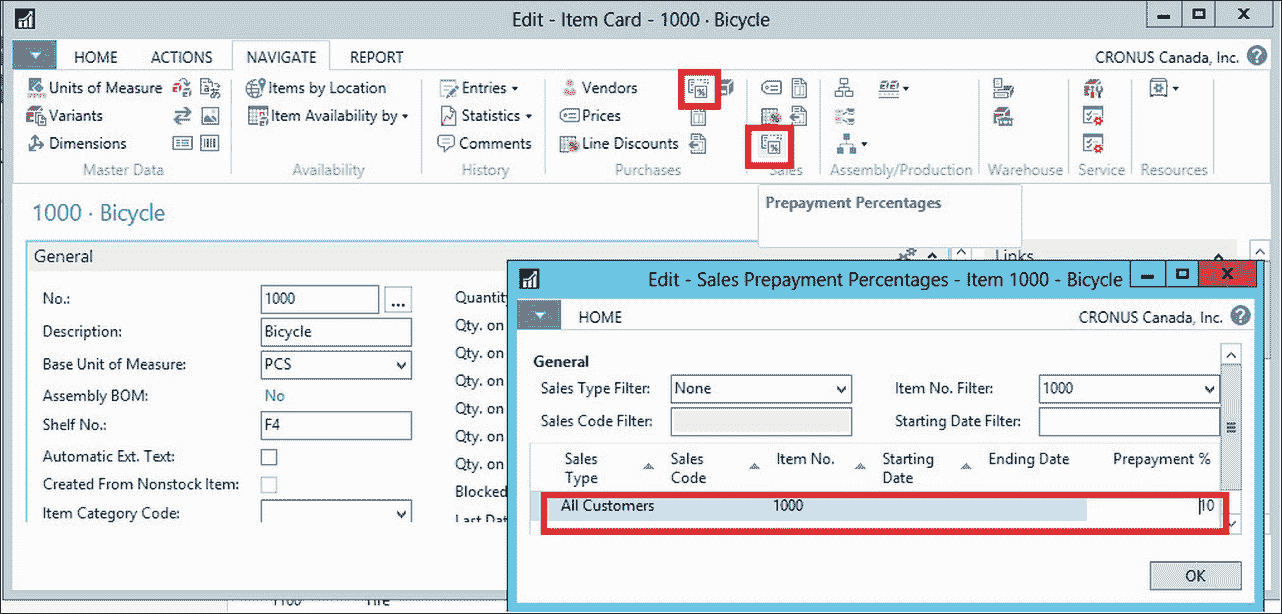 Edit - Item Card - 1000 · Bicycle
HOME ACTIONS NAVIGATE REPORT CRONUS Canada, Inc.
Units of Measure Items by Location Entries Vendors
Variants Item Availability by Statistics Prices
Dimensions Comments Line Discounts
Master Data Availability History Purchases Sales Assembly/Production Warehouse Service Resources
Prepayment Percentages
1000 · Bicycle
General Links
No.: 1000 ... Quantity
Description: Bicycle Qty. on
Base Unit of Measure: PCS Qty. on
Qty. on
Assembly BOM: No Qty. on
Shelf No.: F4 Qty. on
Automatic Ext. Text: Qty. on
Created From Nonstock Item: Blocked
Item Category Code: Last Dat
Edit - Sales Prepayment Percentages - Item 1000 - Bicycle
HOME CRONUS Canada, Inc.
General
Sales Type Filter: None Item No. Filter: 1000
Sales Code Filter: Starting Date Filter:
Sales Type Sales Code Item No. Starting Date Ending Date Prepayment %
All Customers 1000 10
OK